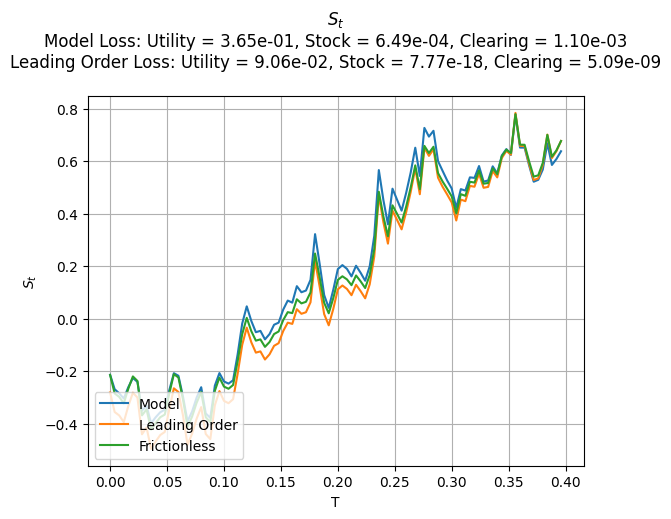 S_t
Model Loss: Utility = 3.65e-01, Stock = 6.49e-04, Clearing = 1.10e-03
Leading Order Loss: Utility = 9.06e-02, Stock = 7.77e-18, Clearing = 5.09e-09
0.8
0.6
0.4
0.2
0.0
−0.2
−0.4
S_t
Model
Leading Order
Frictionless
0.00 0.05 0.10 0.15 0.20 0.25 0.30 0.35 0.40
T